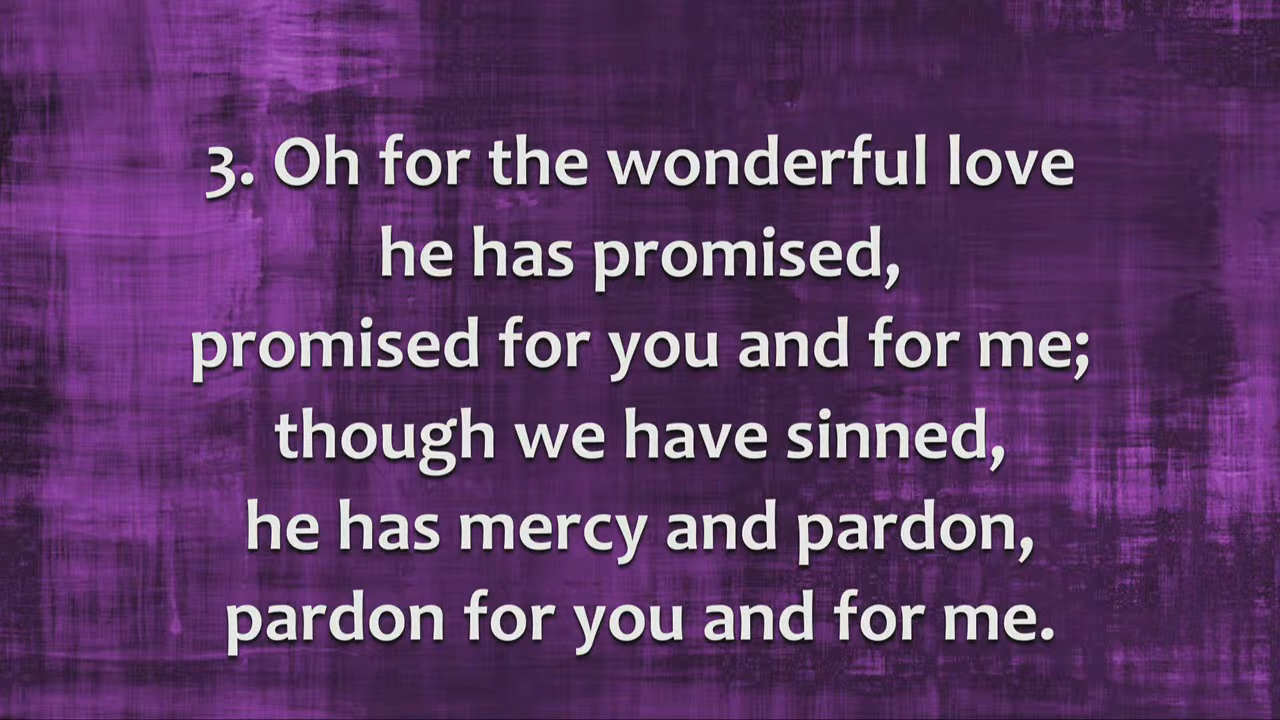 3. Oh for the wonderful love
he has promised,
promised for you and for me;
though we have sinned,
he has mercy and pardon,
pardon for you and for me.